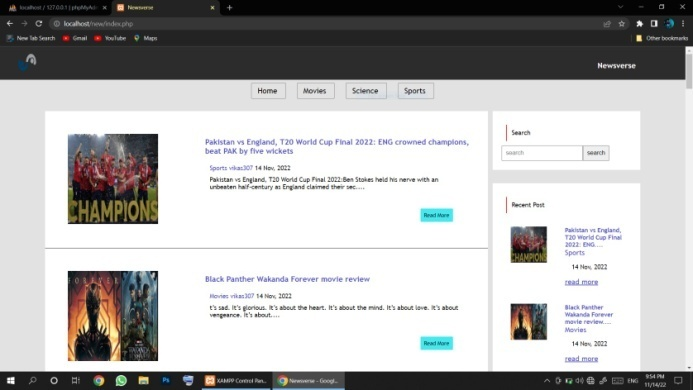 localhost / 127.0.0.1 | phpMyAd
Newsverse
localhost/new/index.php
New Tab Search
Gmail
YouTube
Maps
Other bookmarks
Newsverse
Home
Movies
Science
Sports
Pakistan vs England, T20 World Cup Final 2022: ENG crowned champions,
beat PAK by five wickets
Sports vikas307 14 Nov, 2022
Pakistan vs England, T20 World Cup Final 2022:Ben Stokes held his nerve with an
unbeaten half-century as England claimed their sec....
Read More
CHAMPIONS
Black Panther Wakanda Forever movie review
Movies vikas307 14 Nov, 2022
t's sad. It's glorious. It's about the heart. It's about the mind. It's about love. It's about
vengeance. It's about....
Read More
FOREVER
Search
search
search
Recent Post
Pakistan vs England,
T20 World Cup Final
2022: ENG....
Sports
14 Nov, 2022
read more
CHAMPIONS
Black Panther
Wakanda Forever
movie review....
Movies
14 Nov, 2022
read more
XAMPP Control Pan...
Newsverse - Googl...
ENG
9:54 PM
11/14/22